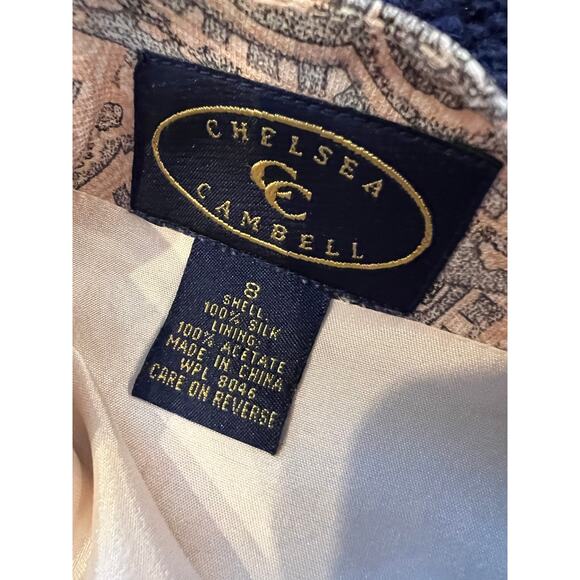 CHELSEA
CC
CAMBELL
8
SHELL:
100% SILK
LINING:
100% ACETATE
MADE IN CHINA
WPL 8046
CARE ON REVERSE